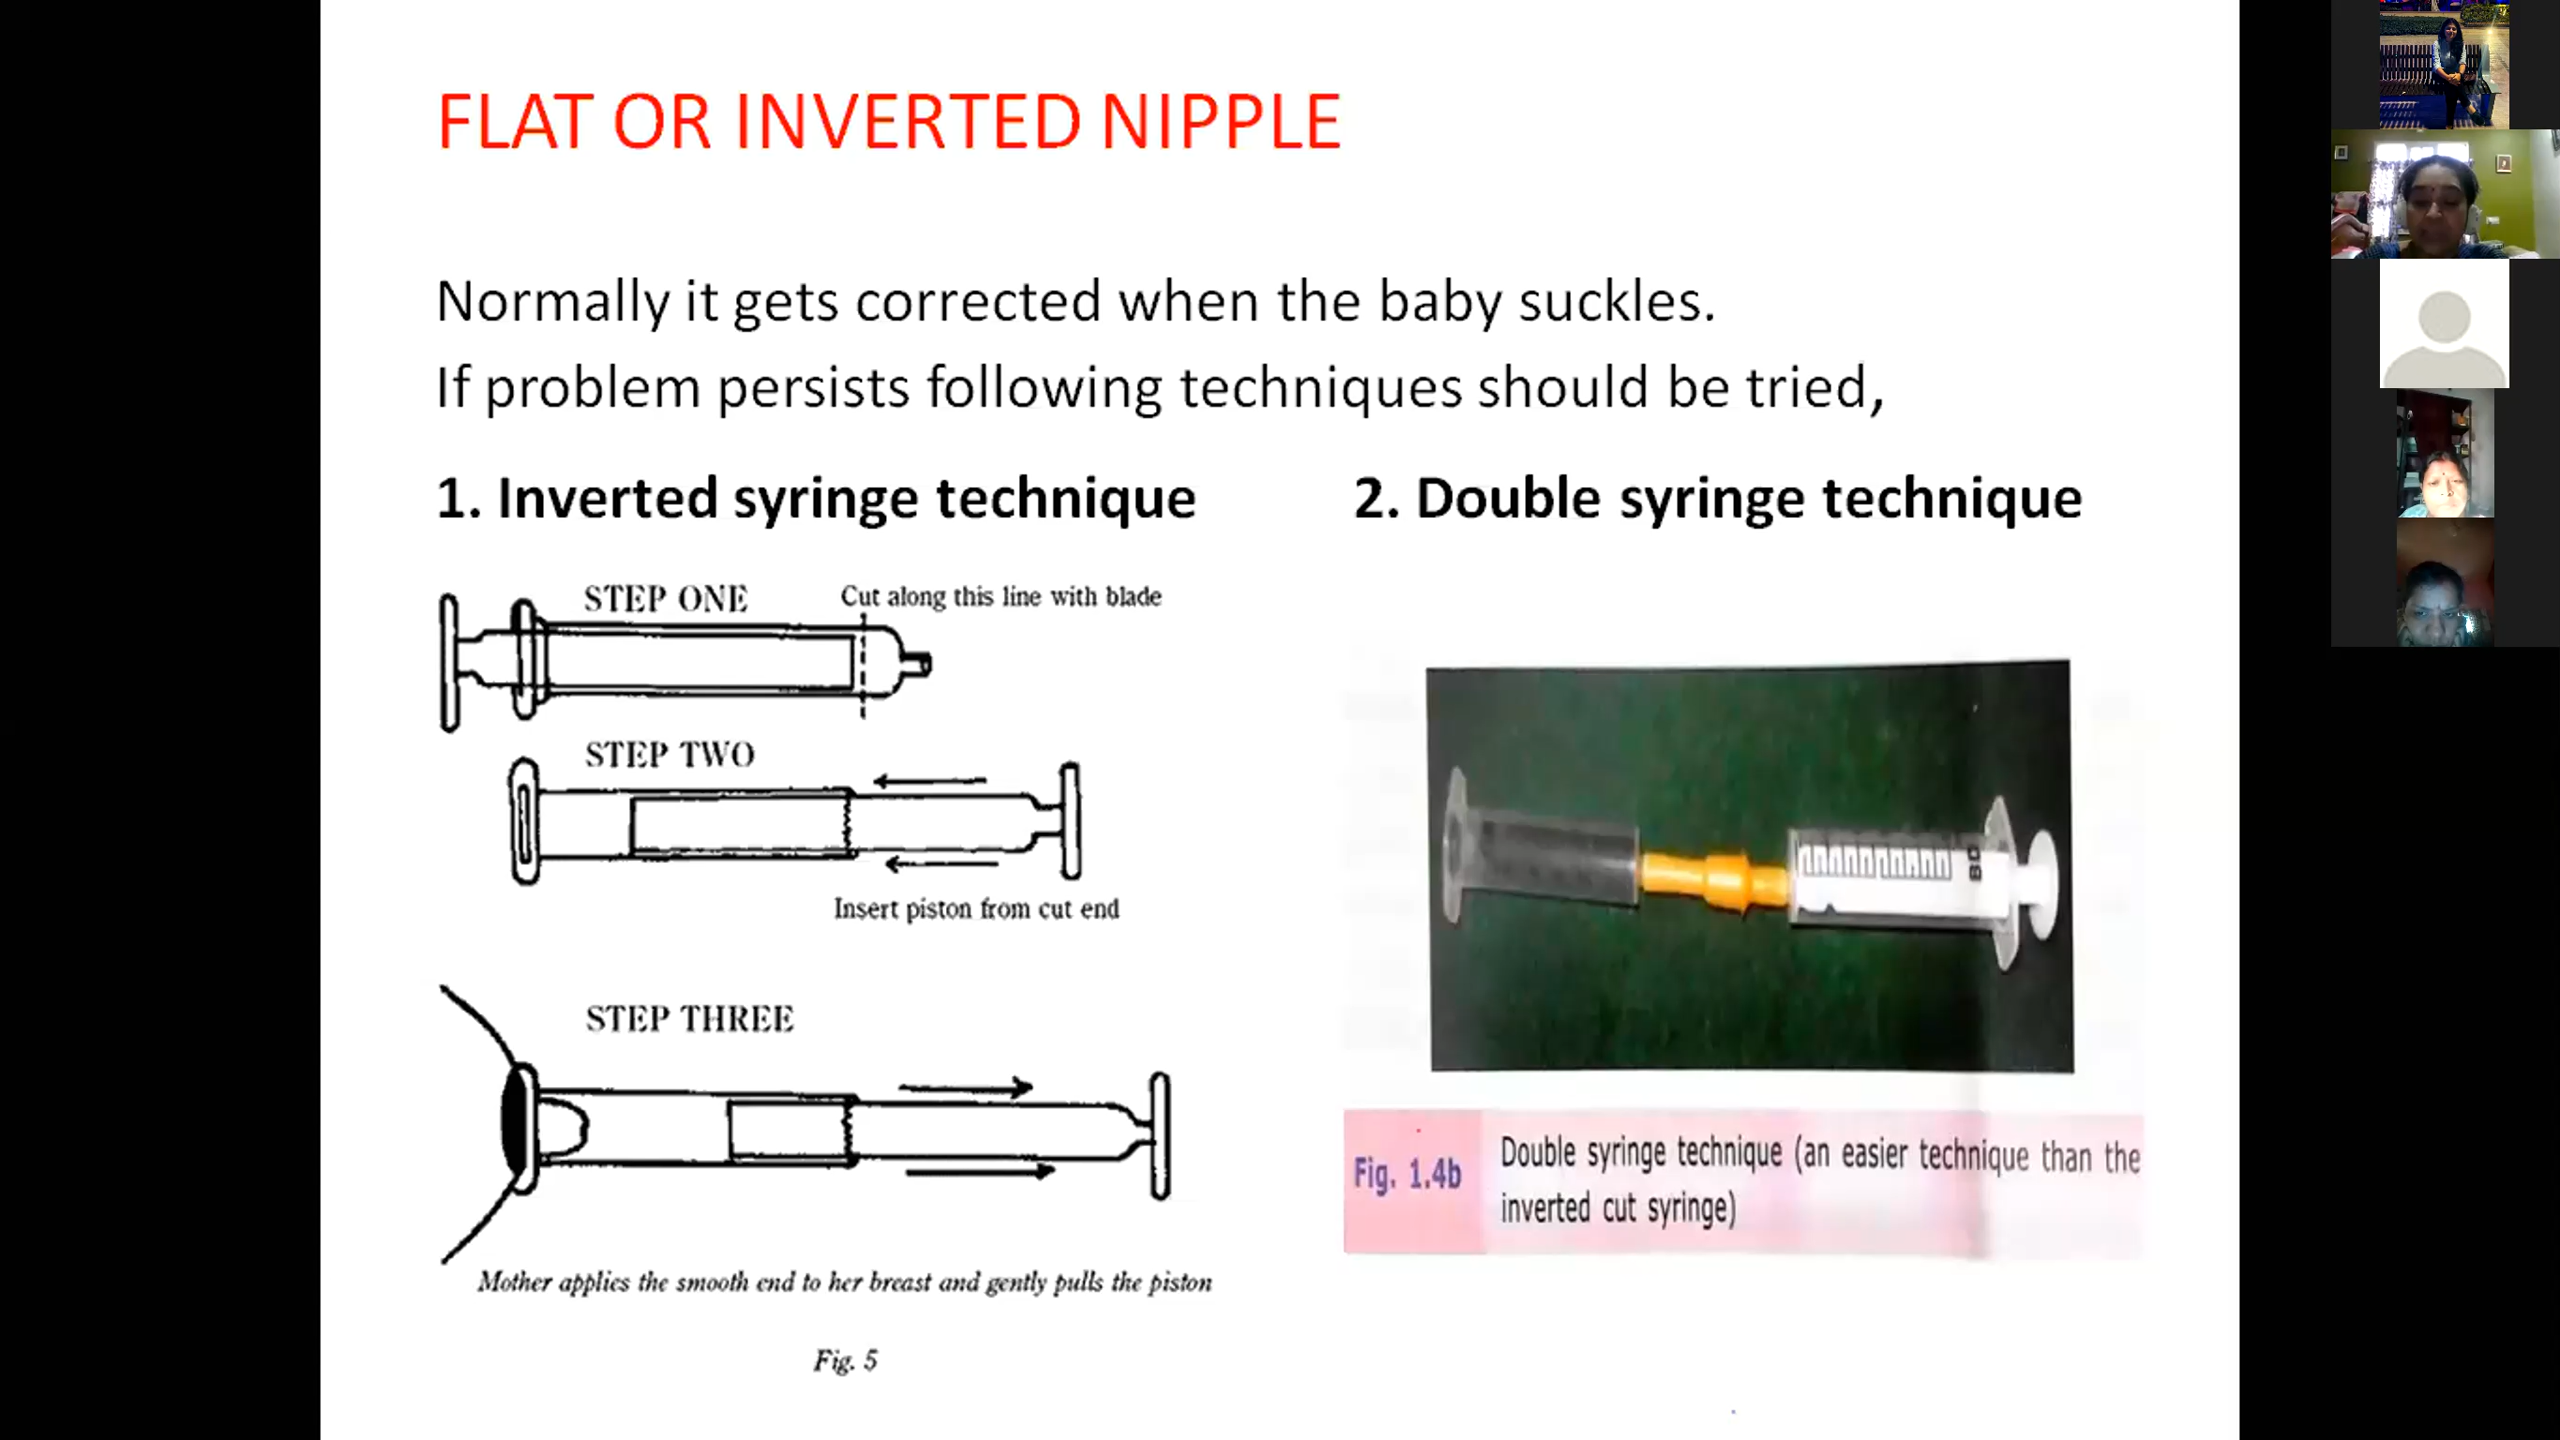 FLAT OR INVERTED NIPPLE
Normally it gets corrected when the baby suckles.
If problem persists following techniques should be tried,
1. Inverted syringe technique
2. Double syringe technique
STEP ONE
Cut along this line with blade
STEP TWO
Insert piston from cut end
STEP THREE
Mother applies the smooth end to her breast and gently pulls the piston
Fig. 5
BD
Fig. 1.4b
Double syringe technique (an easier technique than the
inverted cut syringe)